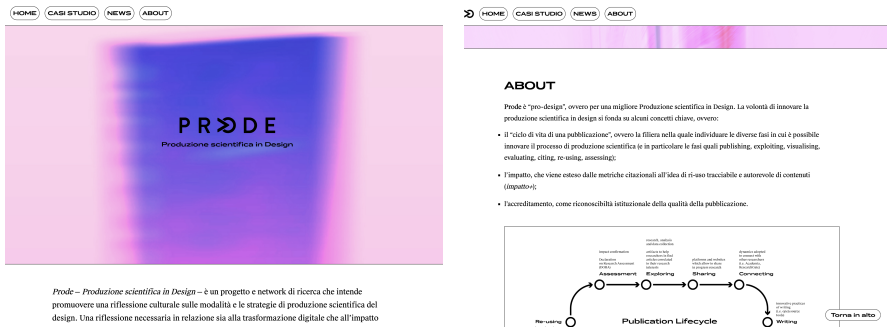 HOME CASI STUDIO NEWS ABOUT
PRODE
Produzione scientifica in Design
Prode – Produzione scientifica in Design – è un progetto e network di ricerca che intende
promuovere una riflessione culturale sulle modalità e le strategie di produzione scientifica del
design. Una riflessione necessaria in relazione sia alla trasformazione digitale che all'impatto
HOME CASI STUDIO NEWS ABOUT
ABOUT
Prode è "pro-design", ovvero per una migliore Produzione scientifica in Design. La volontà di innovare la
produzione scientifica in design si fonda su alcuni concetti chiave, ovvero:
• il "ciclo di vita di una pubblicazione", ovvero la filiera nella quale individuare le diverse fasi in cui è possibile
innovare il processo di produzione scientifica (e in particolare le fasi quali publishing, exploiting, visualising,
evaluating, citing, re-using, assessing);
• l'impatto, che viene esteso dalle metriche citazionali all'idea di ri-uso tracciabile e autorevole di contenuti
(impatto+);
• l'accreditamento, come riconoscibiltà istituzionale della qualità della pubblicazione.
Assessment Exploring Sharing Connecting
Re-using
Publication Lifecycle
Writing
Torna in alto